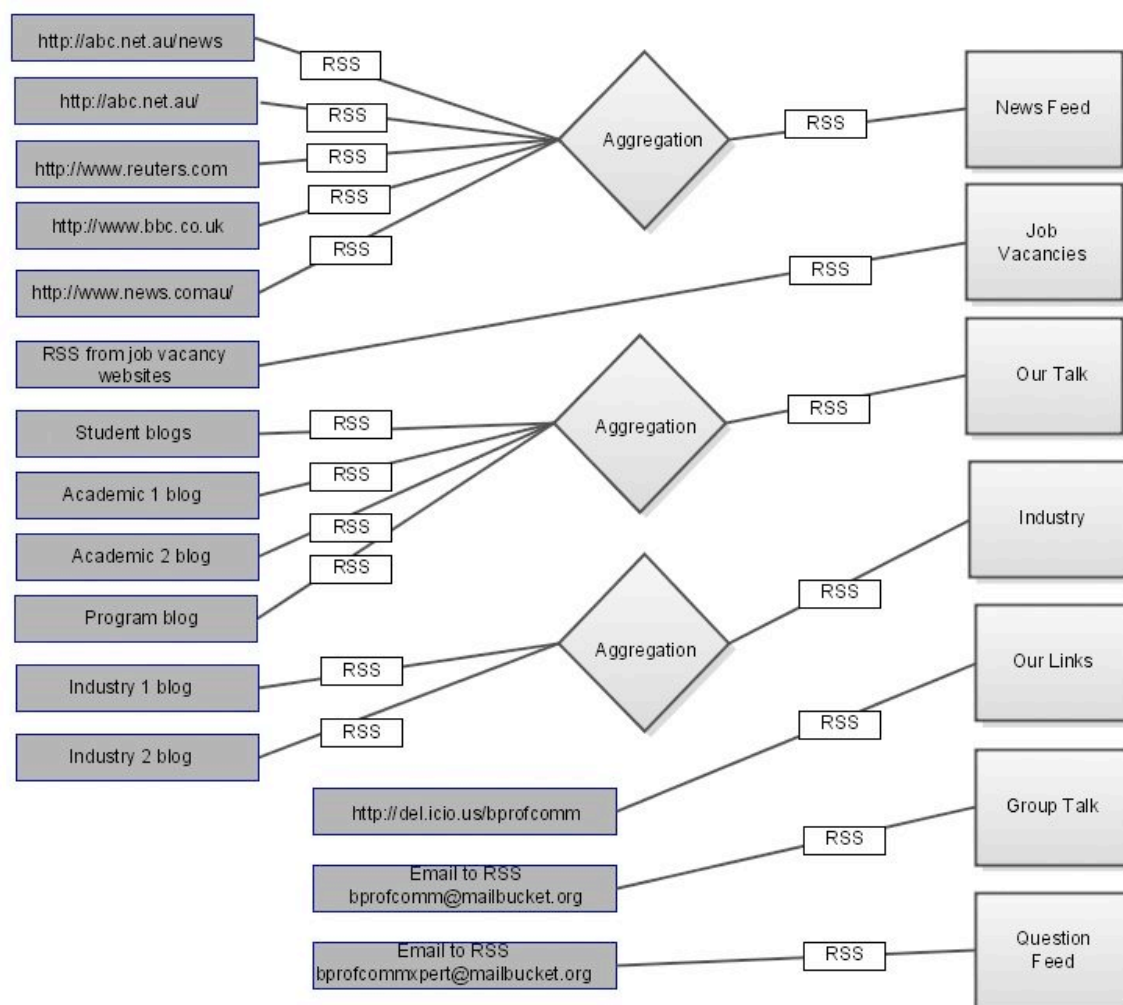 http://abc.net.au/news
RSS
http://abc.net.au/
RSS
http://www.reuters.com
RSS
http://www.bbc.co.uk
RSS
http://www.news.comau/
RSS
Aggregation
RSS
News Feed
RSS from job vacancy
websites
RSS
Job
Vacancies
Student blogs
RSS
Academic 1 blog
RSS
Academic 2 blog
RSS
Program blog
RSS
Aggregation
RSS
Our Talk
Industry 1 blog
RSS
Industry 2 blog
RSS
Aggregation
RSS
Industry
http://del.icio.us/bprofcomm
RSS
Our Links
Email to RSS
bprofcomm@mailbucket.org
RSS
Group Talk
Email to RSS
bprofcommxpert@mailbucket.org
RSS
Question
Feed